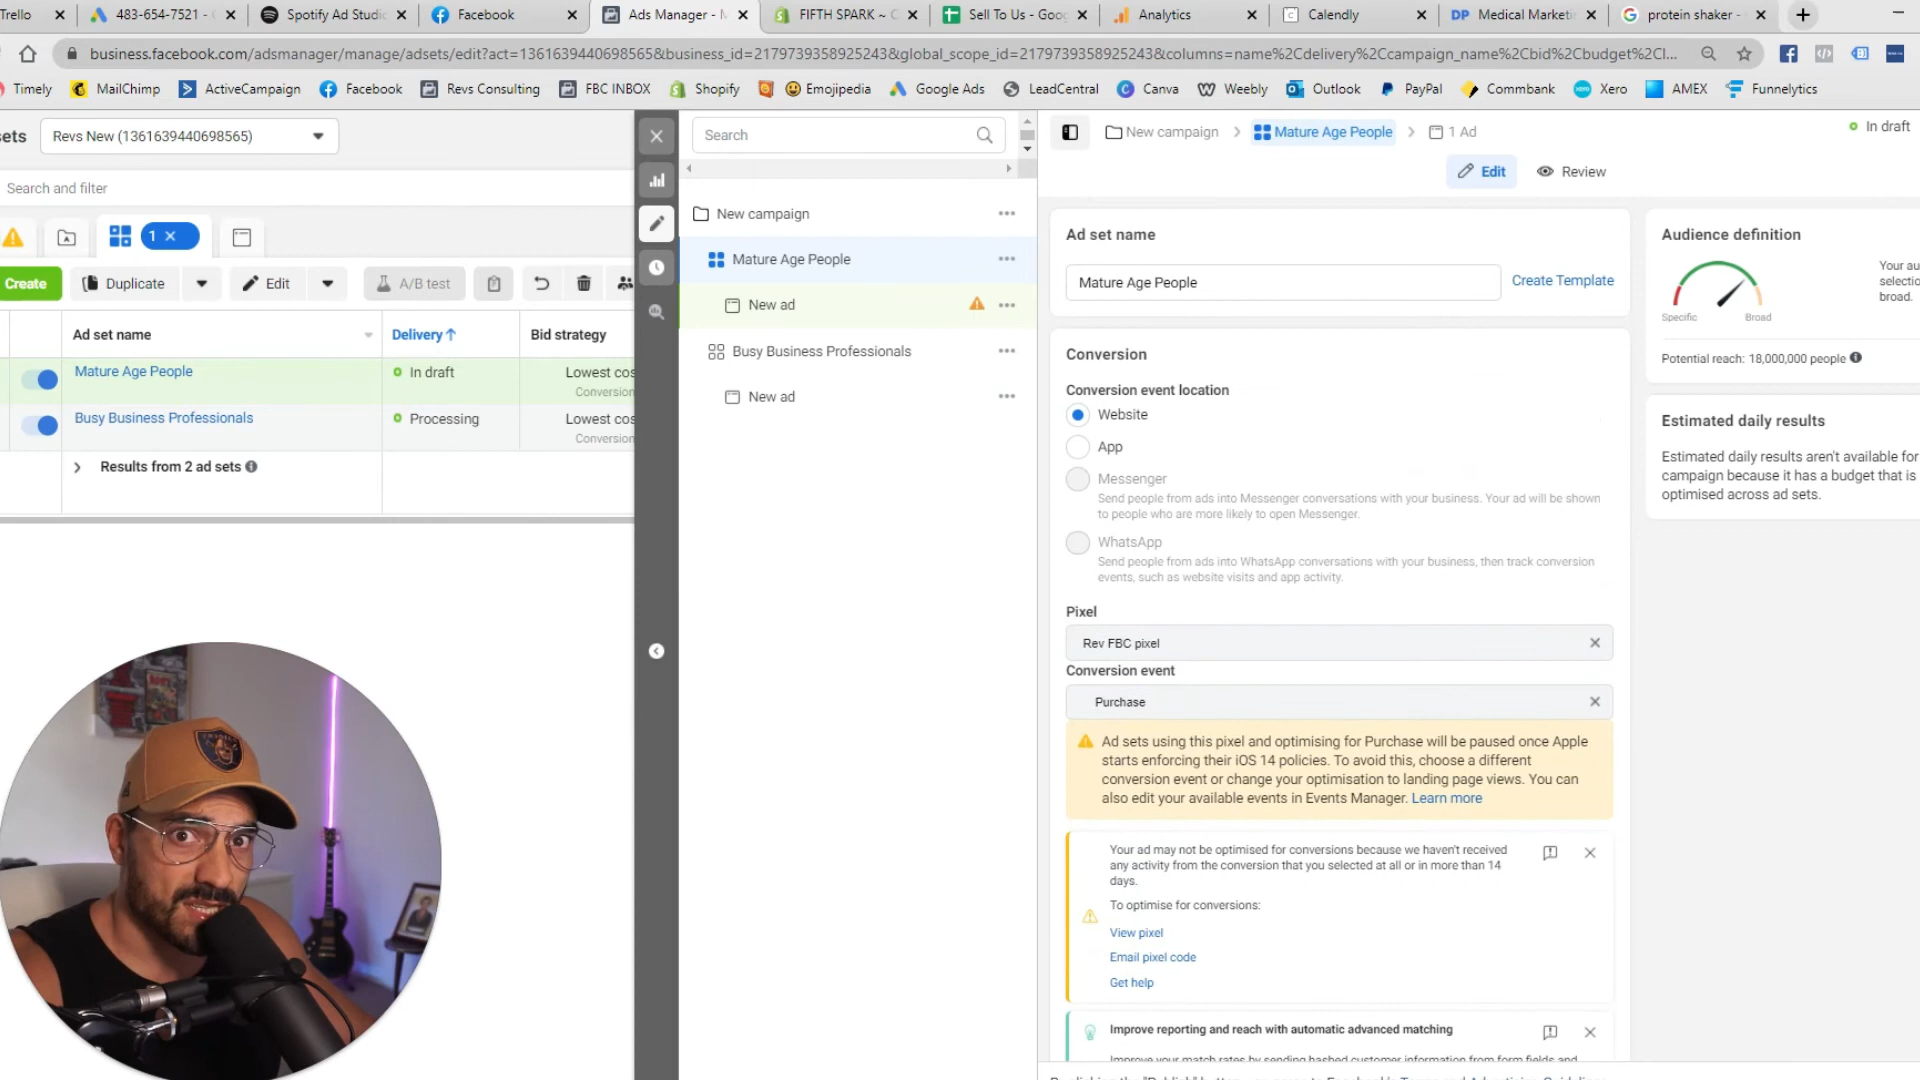 Trello
483-654-7521 -
Spotify Ad Studio
Facebook
Ads Manager - M
FIFTH SPARK ~ C
Sell To Us - Goog
Analytics
Calendly
DP Medical Marketi
protein shaker -
business.facebook.com/adsmanager/manage/adsets/edit?act=1361639440698565&business_id=2179739358925243&global_scope_id=2179739358925243&columns=name%2Cdelivery%2Ccampaign_name%2Cbid%2Cbudget%2Cl...
Timely
MailChimp
ActiveCampaign
Facebook
Revs Consulting
FBC INBOX
Shopify
Emojipedia
Google Ads
LeadCentral
Canva
Weebly
Outlook
PayPal
Commbank
Xero
AMEX
Funnelytics
sets
Revs New (1361639440698565)
Search and filter
1
Create
Duplicate
Edit
A/B test
Ad set name
Delivery
Bid strategy
Mature Age People
In draft
Lowest cos
Conversion
Busy Business Professionals
Processing
Lowest cos
Conversion
Results from 2 ad sets
Search
New campaign
Mature Age People
New ad
Busy Business Professionals
New ad
New campaign
Mature Age People
1 Ad
In draft
Edit
Review
Ad set name
Mature Age People
Create Template
Conversion
Conversion event location
Website
App
Messenger
Send people from ads into Messenger conversations with your business. Your ad will be shown
to people who are more likely to open Messenger.
WhatsApp
Send people from ads into WhatsApp conversations with your business, then track conversion
events, such as website visits and app activity.
Pixel
Rev FBC pixel
Conversion event
Purchase
Ad sets using this pixel and optimising for Purchase will be paused once Apple
starts enforcing their iOS 14 policies. To avoid this, choose a different
conversion event or change your optimisation to landing page views. You can
also edit your available events in Events Manager. Learn more
Your ad may not be optimised for conversions because we haven't received
any activity from the conversion that you selected at all or in more than 14
days.
To optimise for conversions:
View pixel
Email pixel code
Get help
Improve reporting and reach with automatic advanced matching
Improve your match rates by sending hashed customer information from form fields and
Audience definition
Your au
selectio
broad.
Specific
Broad
Potential reach: 18,000,000 people
Estimated daily results
Estimated daily results aren't available for
campaign because it has a budget that is
optimised across ad sets.